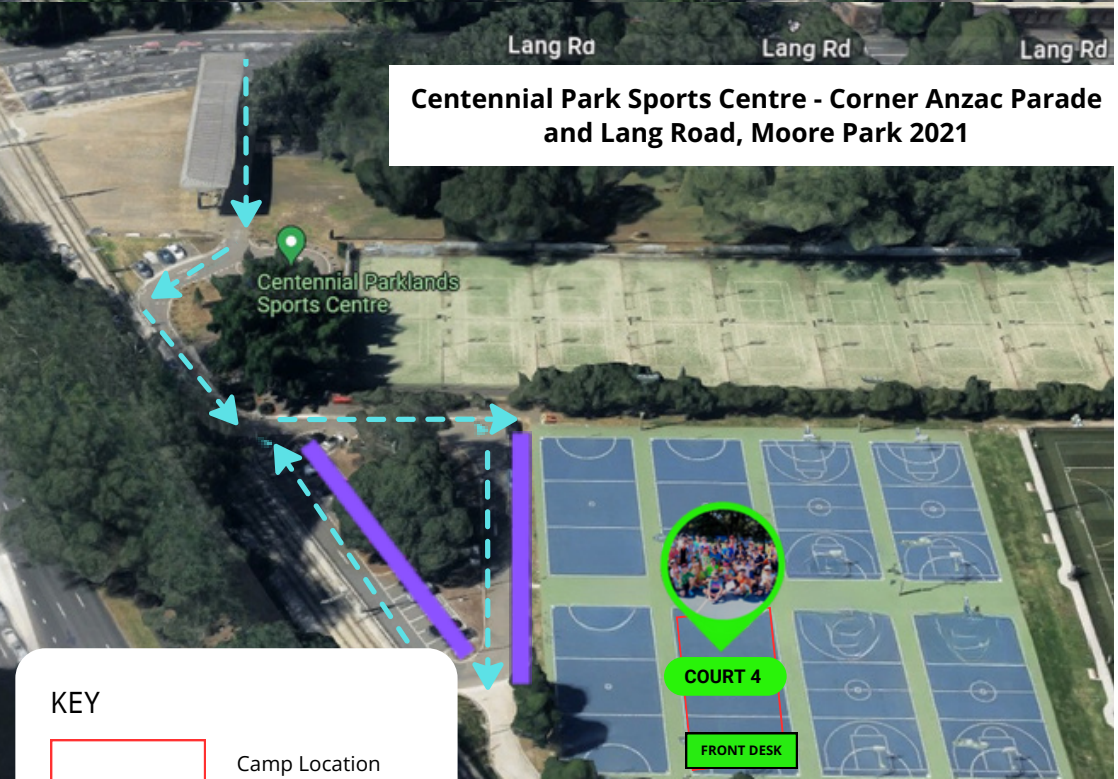 Lang Rd
Lang Rd
Lang Rd
Centennial Park Sports Centre - Corner Anzac Parade
and Lang Road, Moore Park 2021
Centennial Parklands
Sports Centre
COURT 4
FRONT DESK
KEY
Camp Location